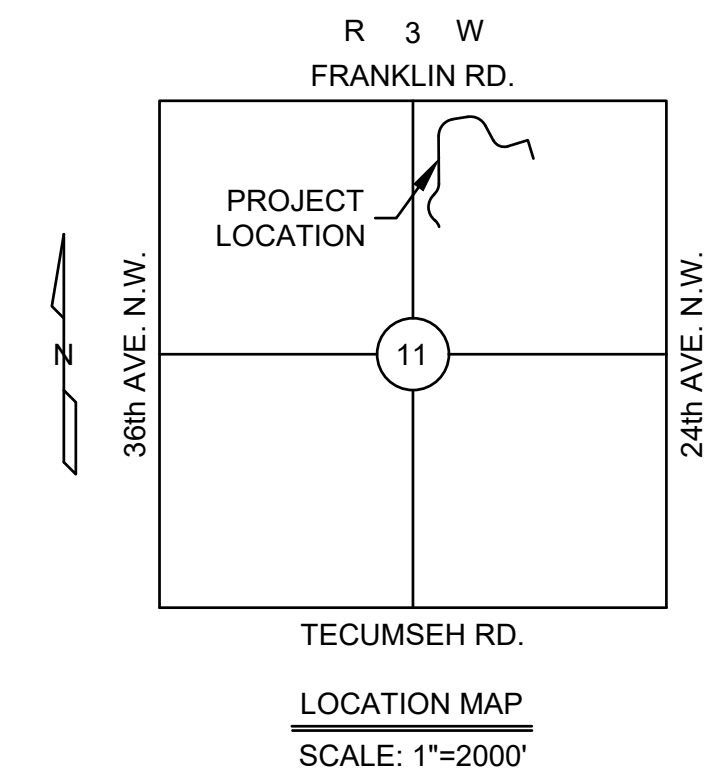 R 3 W
FRANKLIN RD.
PROJECT
LOCATION
36th AVE. N.W.
N
11
24th AVE. N.W.
TECUMSEH RD.
LOCATION MAP
SCALE: 1"=2000'